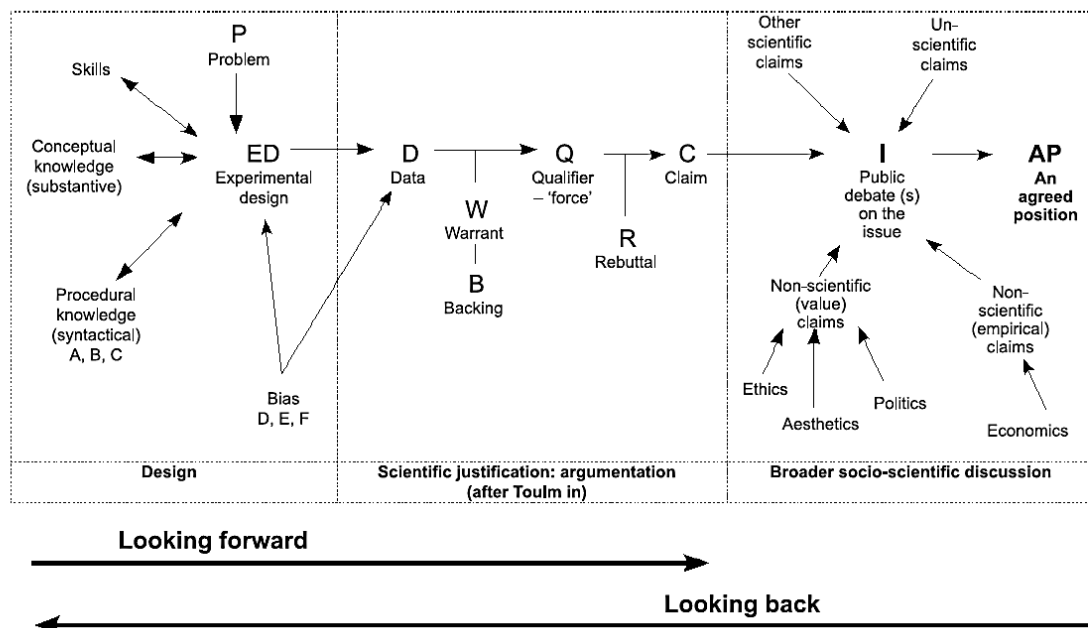 P
Problem
Skills
Conceptual
knowledge
(substantive)
ED
Experimental
design
Procedural
knowledge
(syntactical)
A, B, C
Bias
D, E, F
D
Data
W
Warrant
B
Backing
Q
Qualifier
– ‘force’
R
Rebuttal
C
Claim
Other
scientific
claims
Un–
scientific
claims
I
Public
debate (s)
on the
issue
AP
An
agreed
position
Non–scientific
(value)
claims
Non–
scientific
(empirical)
claims
Ethics
Aesthetics
Politics
Economics
Design
Scientific justification: argumentation
(after Toulm in)
Broader socio-scientific discussion
Looking forward
Looking back